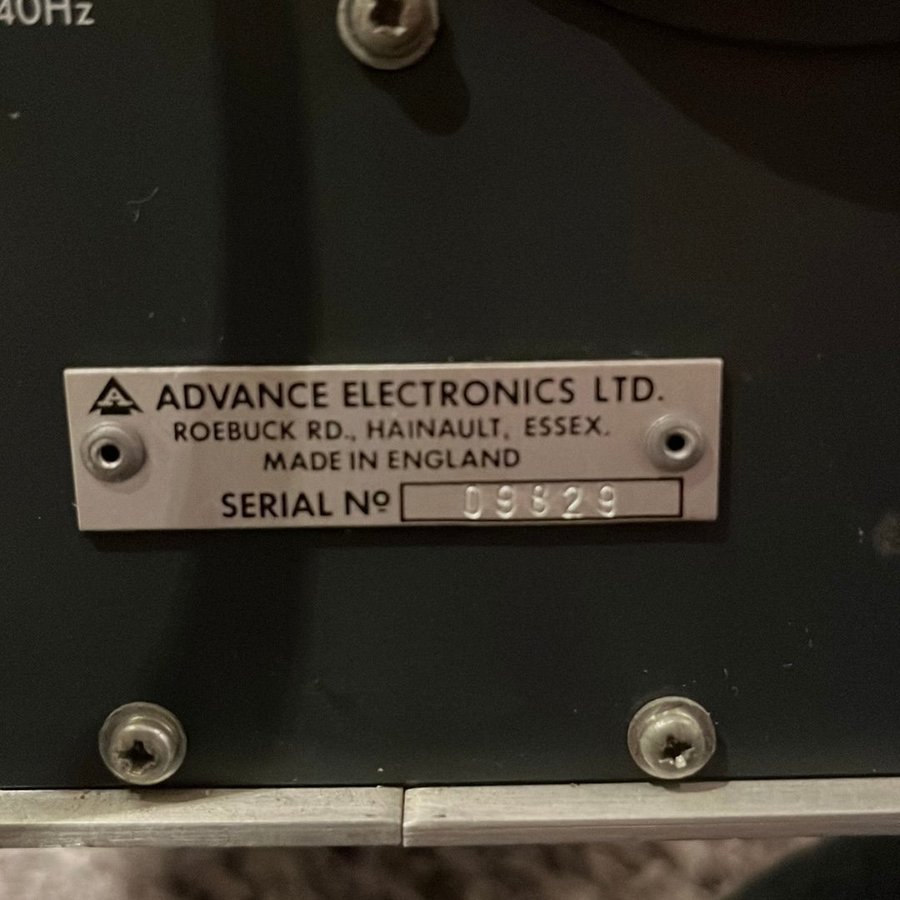 40Hz
ADVANCE ELECTRONICS LTD.
ROEBUCK RD., HAINAULT, ESSEX.
MADE IN ENGLAND
SERIAL Nº 09829